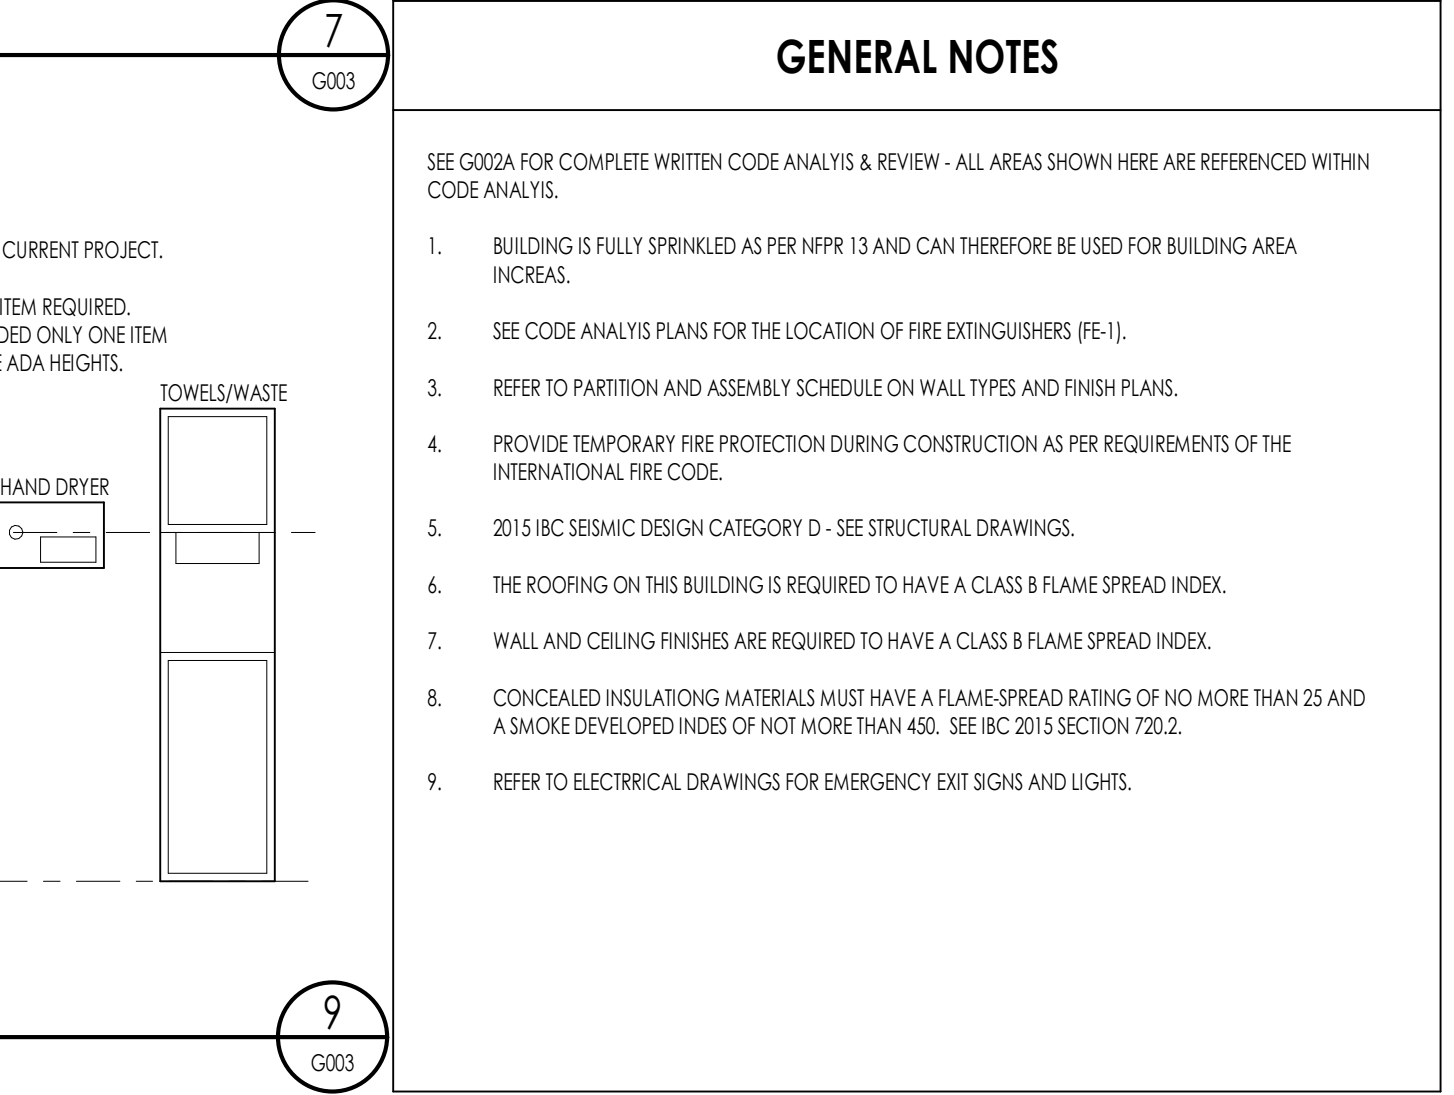 7
G003
CURRENT PROJECT.
ITEM REQUIRED.
DED ONLY ONE ITEM
ADA HEIGHTS.
TOWELS/WASTE
HAND DRYER
9
G003
GENERAL NOTES
SEE G002A FOR COMPLETE WRITTEN CODE ANALYIS & REVIEW - ALL AREAS SHOWN HERE ARE REFERENCED WITHIN
CODE ANALYIS.
1. BUILDING IS FULLY SPRINKLED AS PER NFPR 13 AND CAN THEREFORE BE USED FOR BUILDING AREA
INCREAS.
2. SEE CODE ANALYIS PLANS FOR THE LOCATION OF FIRE EXTINGUISHERS (FE-1).
3. REFER TO PARTITION AND ASSEMBLY SCHEDULE ON WALL TYPES AND FINISH PLANS.
4. PROVIDE TEMPORARY FIRE PROTECTION DURING CONSTRUCTION AS PER REQUIREMENTS OF THE
INTERNATIONAL FIRE CODE.
5. 2015 IBC SEISMIC DESIGN CATEGORY D - SEE STRUCTURAL DRAWINGS.
6. THE ROOFING ON THIS BUILDING IS REQUIRED TO HAVE A CLASS B FLAME SPREAD INDEX.
7. WALL AND CEILING FINISHES ARE REQUIRED TO HAVE A CLASS B FLAME SPREAD INDEX.
8. CONCEALED INSULATIONG MATERIALS MUST HAVE A FLAME-SPREAD RATING OF NO MORE THAN 25 AND
A SMOKE DEVELOPED INDES OF NOT MORE THAN 450. SEE IBC 2015 SECTION 720.2.
9. REFER TO ELECTRRICAL DRAWINGS FOR EMERGENCY EXIT SIGNS AND LIGHTS.